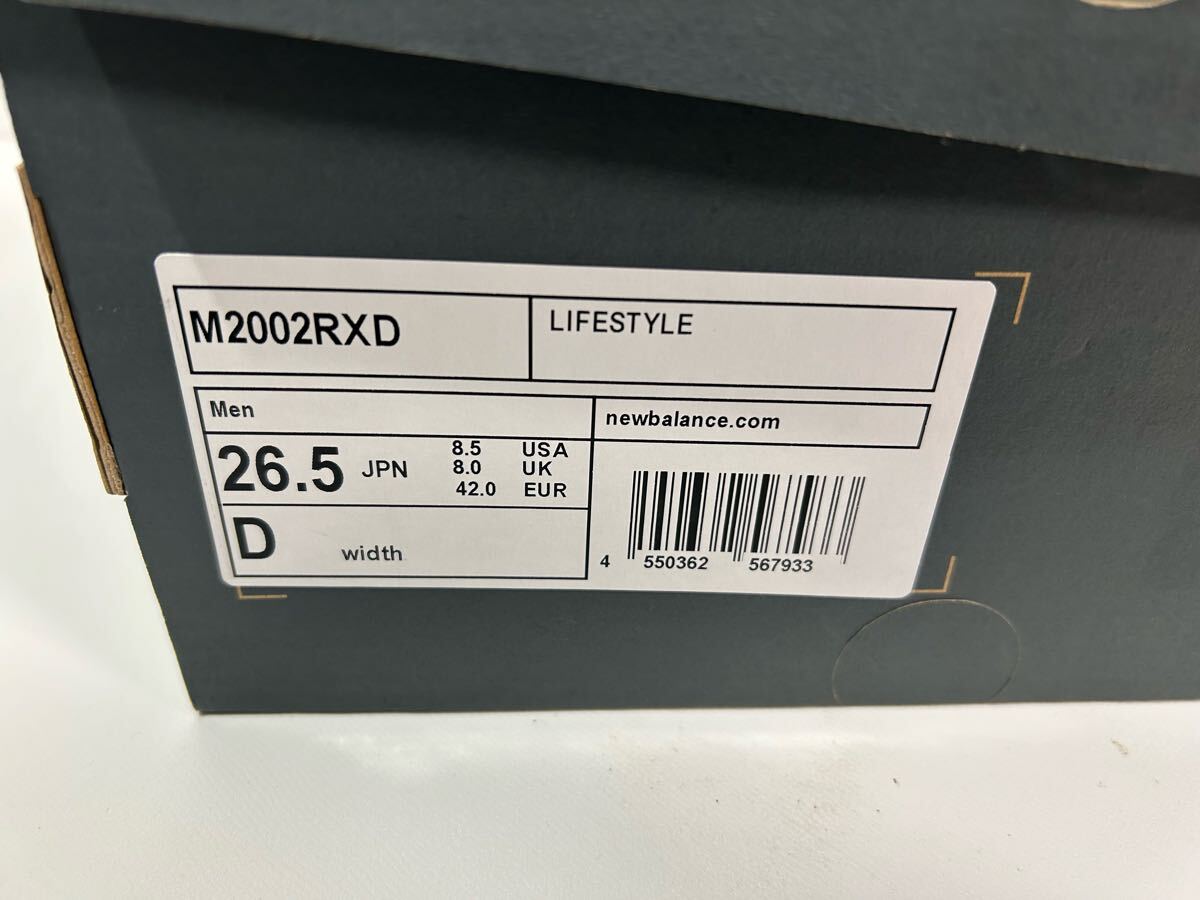 M2002RXD
LIFESTYLE
Men
newbalance.com
26.5 JPN
8.5 USA
8.0 UK
42.0 EUR
D width
4 550362 567933